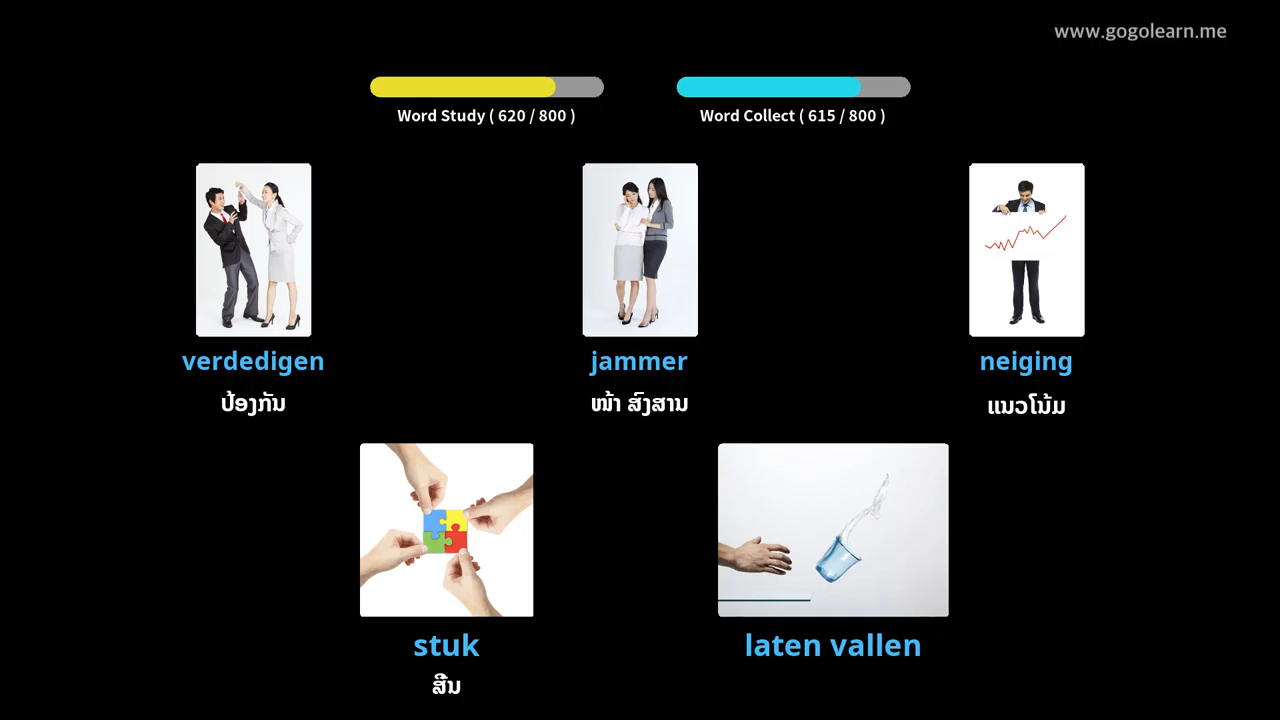 www.gogolearn.me
Word Study ( 620 / 800 )
Word Collect ( 615 / 800 )
verdedigen
jammer
neiging
ປ້ອງກັນ
ໜ້າ ສົງສານ
ແນວໂນ້ມ
stuk
laten vallen
ສີນ